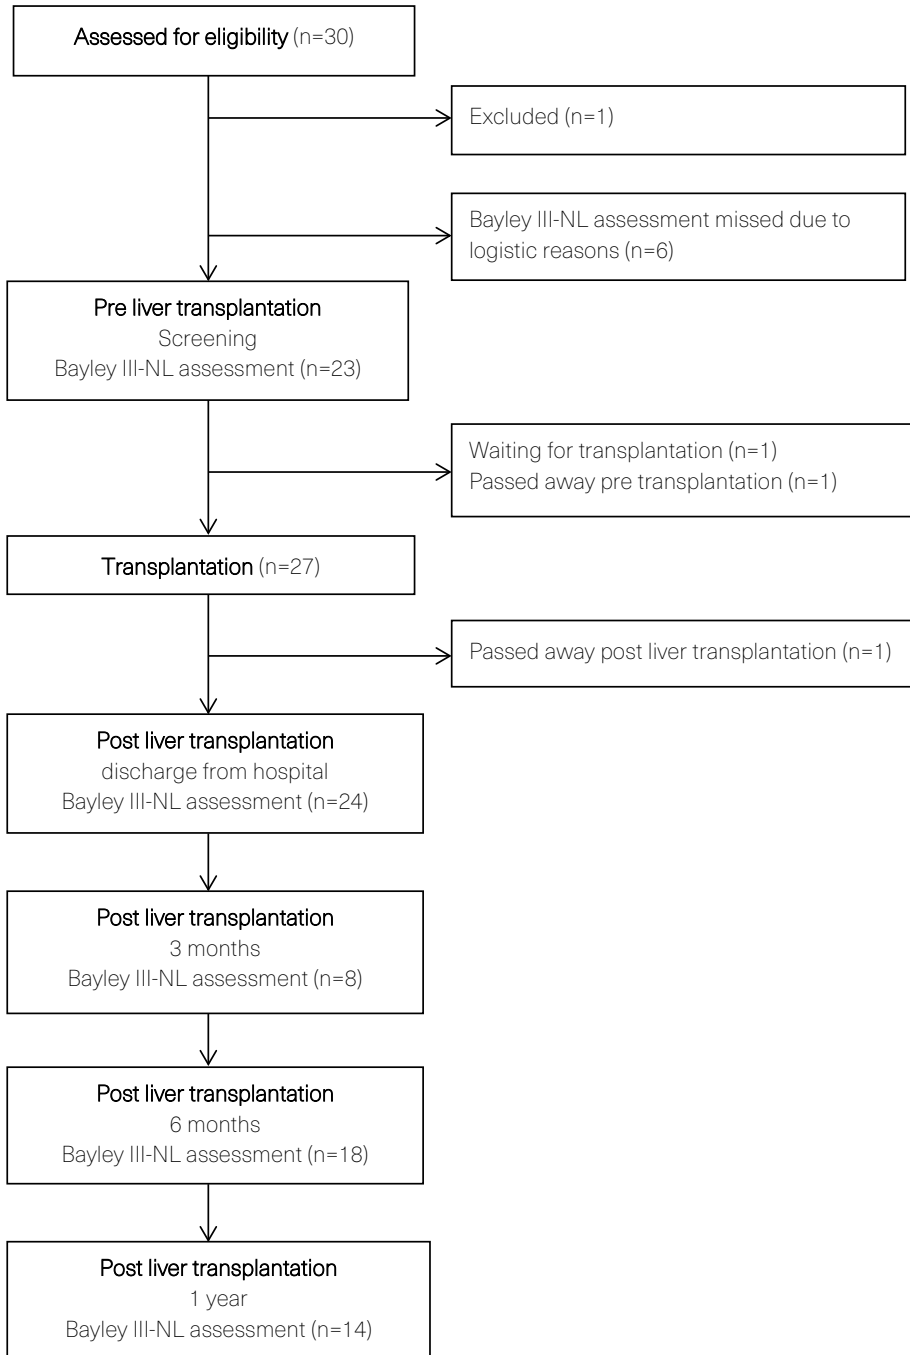 Assessed for eligibility (n=30)
Excluded (n=1)
Bayley III-NL assessment missed due to
logistic reasons (n=6)
Pre liver transplantation
Screening
Bayley III-NL assessment (n=23)
Waiting for transplantation (n=1)
Passed away pre transplantation (n=1)
Transplantation (n=27)
Passed away post liver transplantation (n=1)
Post liver transplantation
discharge from hospital
Bayley III-NL assessment (n=24)
Post liver transplantation
3 months
Bayley III-NL assessment (n=8)
Post liver transplantation
6 months
Bayley III-NL assessment (n=18)
Post liver transplantation
1 year
Bayley III-NL assessment (n=14)